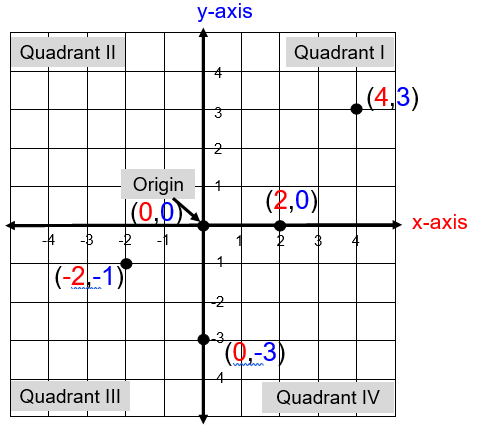 y-axis
Quadrant II
Quadrant I
4
(4,3)
3
2
Origin
1
(0,0)
(2,0)
x-axis
-4 -3 -2 -1 1 2 3 4
(-2,-1)
1
-2
-3
(0,-3)
4
Quadrant III
Quadrant IV